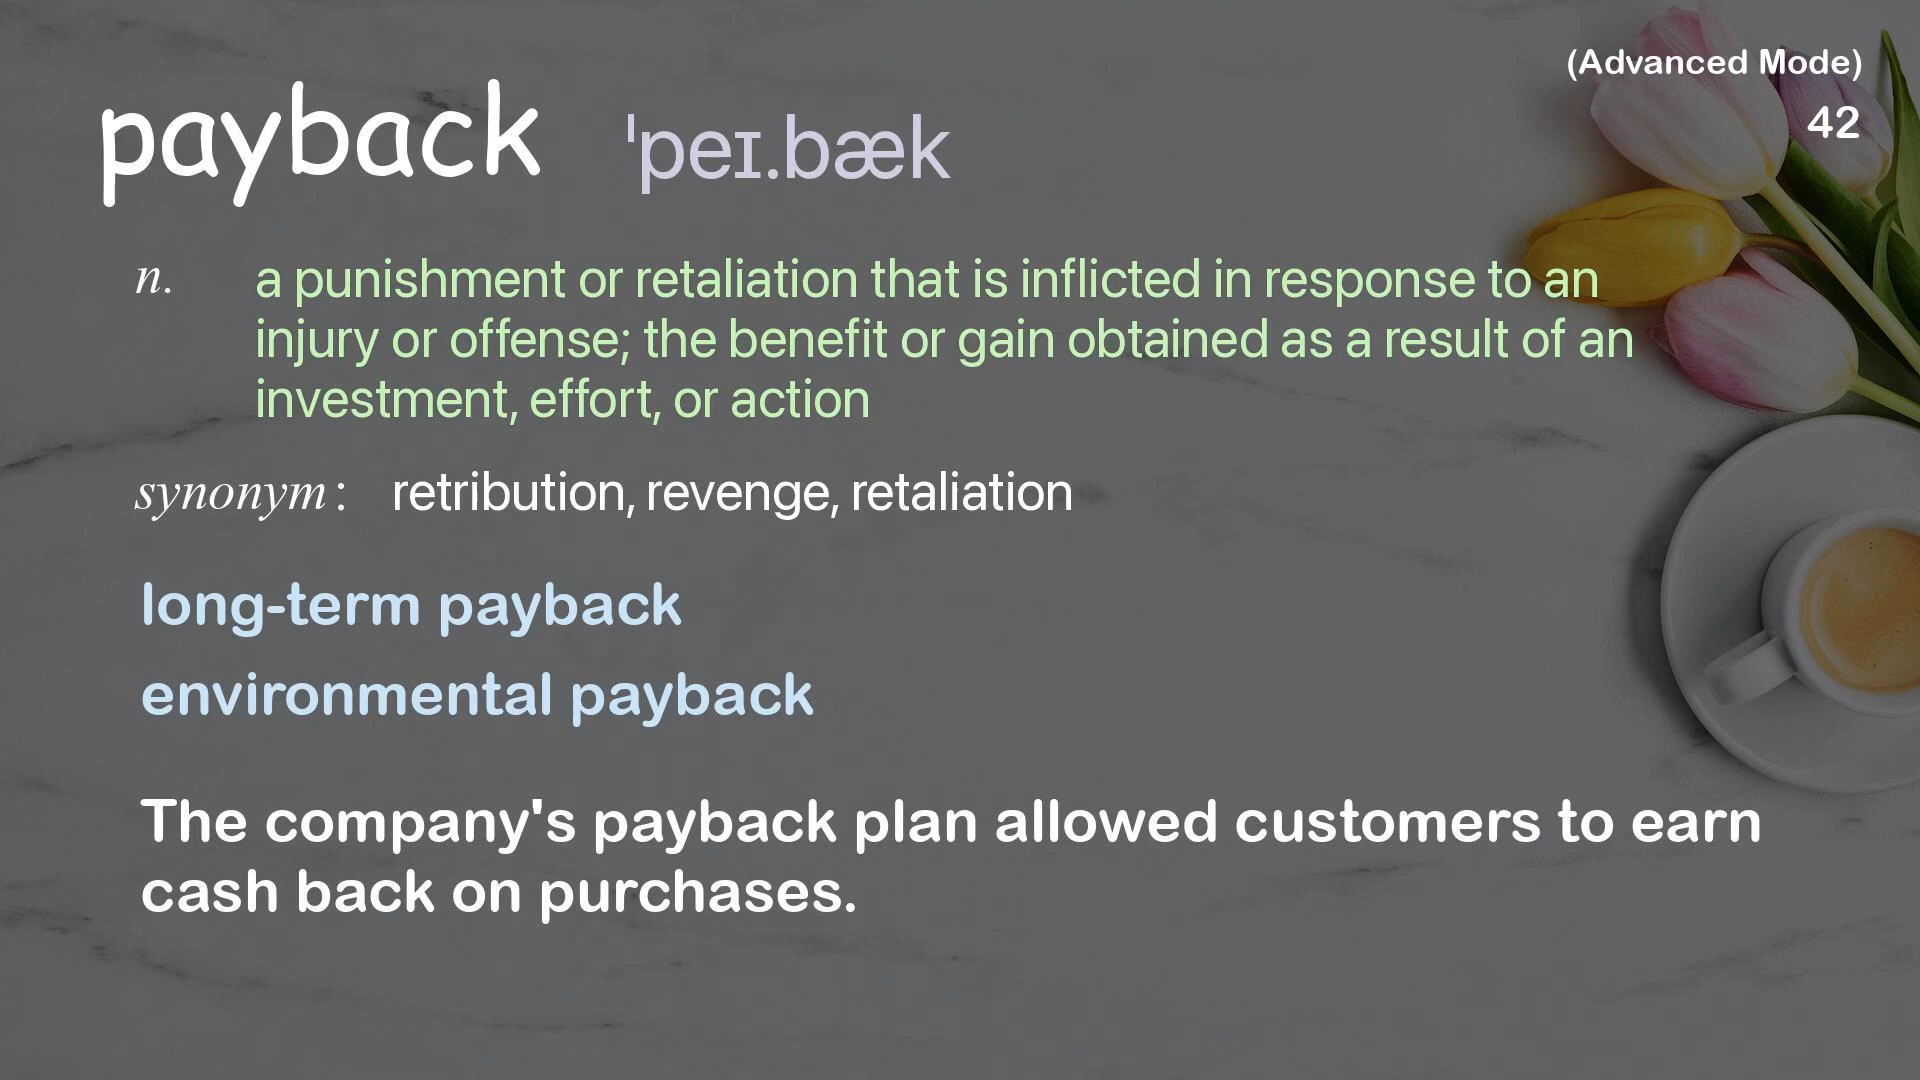 (Advanced Mode)
42
payback ˈpeɪ.bæk
n. a punishment or retaliation that is inflicted in response to an
injury or offense; the benefit or gain obtained as a result of an
investment, effort, or action
synonym: retribution, revenge, retaliation
long-term payback
environmental payback
The company's payback plan allowed customers to earn
cash back on purchases.